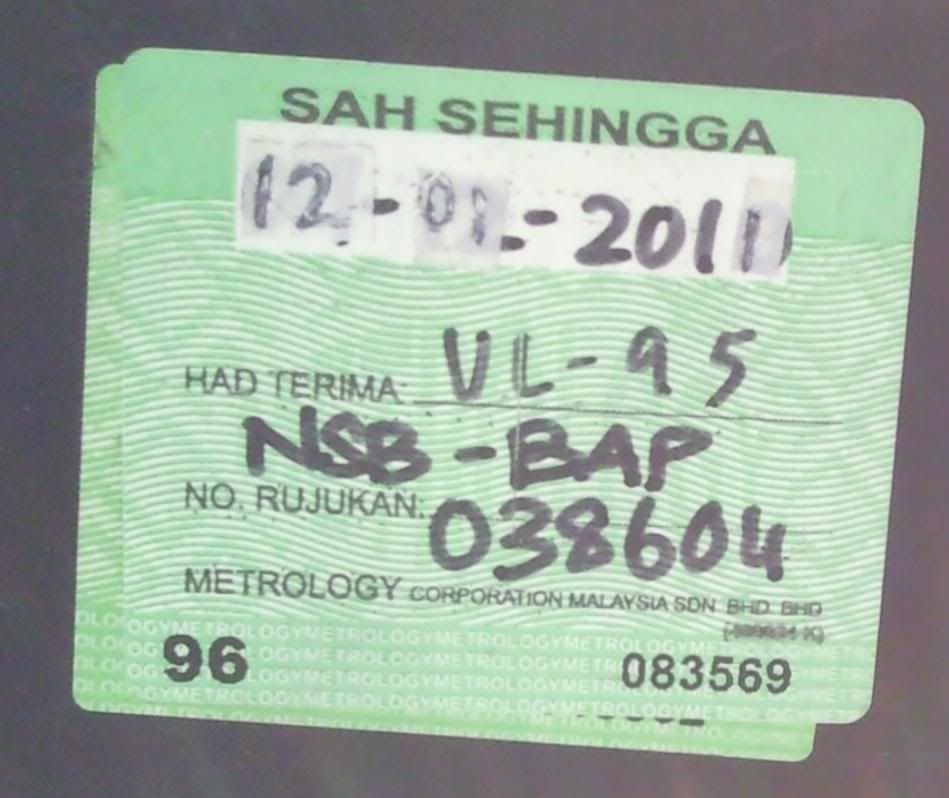 SAH SEHINGGA
12-01-2011
HAD TERIMA: VL-95
NSB-BAP
NO. RUJUKAN: 038604
METROLOGY CORPORATION MALAYSIA SDN BHD BHD
96
083569